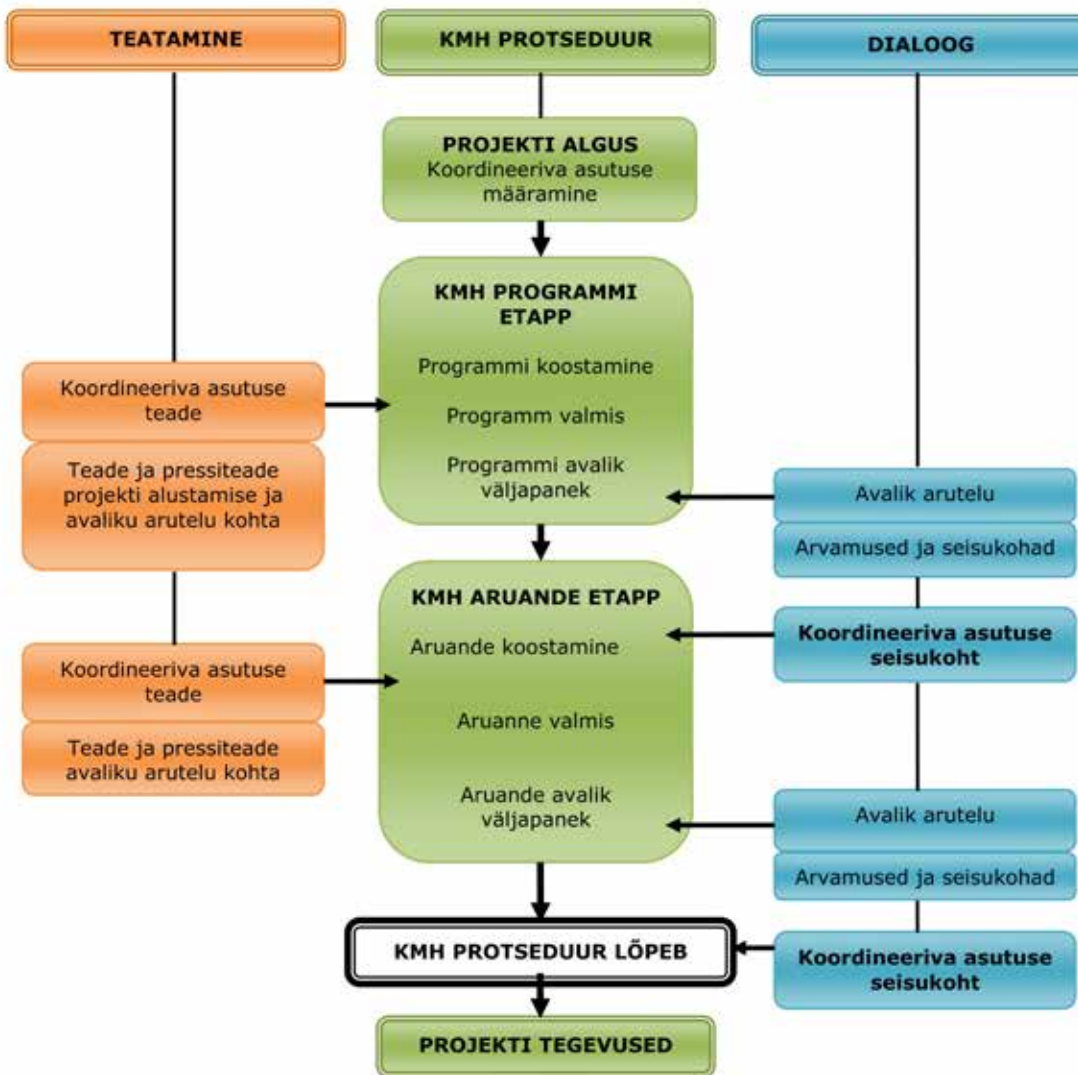 TEATAMINE
KMH PROTSEDUUR
DIALOOG
PROJEKTI ALGUS
Koordineeriva asutuse
määramine
KMH PROGRAMMI
ETAPP
Programmi koostamine
Programm valmis
Programmi avalik
väljapanek
Koordineeriva asutuse
teade
Teade ja pressiteade
projekti alustamise ja
avaliku arutelu kohta
Avalik arutelu
Arvamused ja seisukohad
KMH ARUANDE ETAPP
Aruande koostamine
Aruanne valmis
Aruande avalik
väljapanek
Koordineeriva asutuse
seisukoht
Koordineeriva asutuse
teade
Teade ja pressiteade
avaliku arutelu kohta
Avalik arutelu
Arvamused ja seisukohad
Koordineeriva asutuse
seisukoht
KMH PROTSEDUUR LÕPEB
PROJEKTI TEGEVUSED